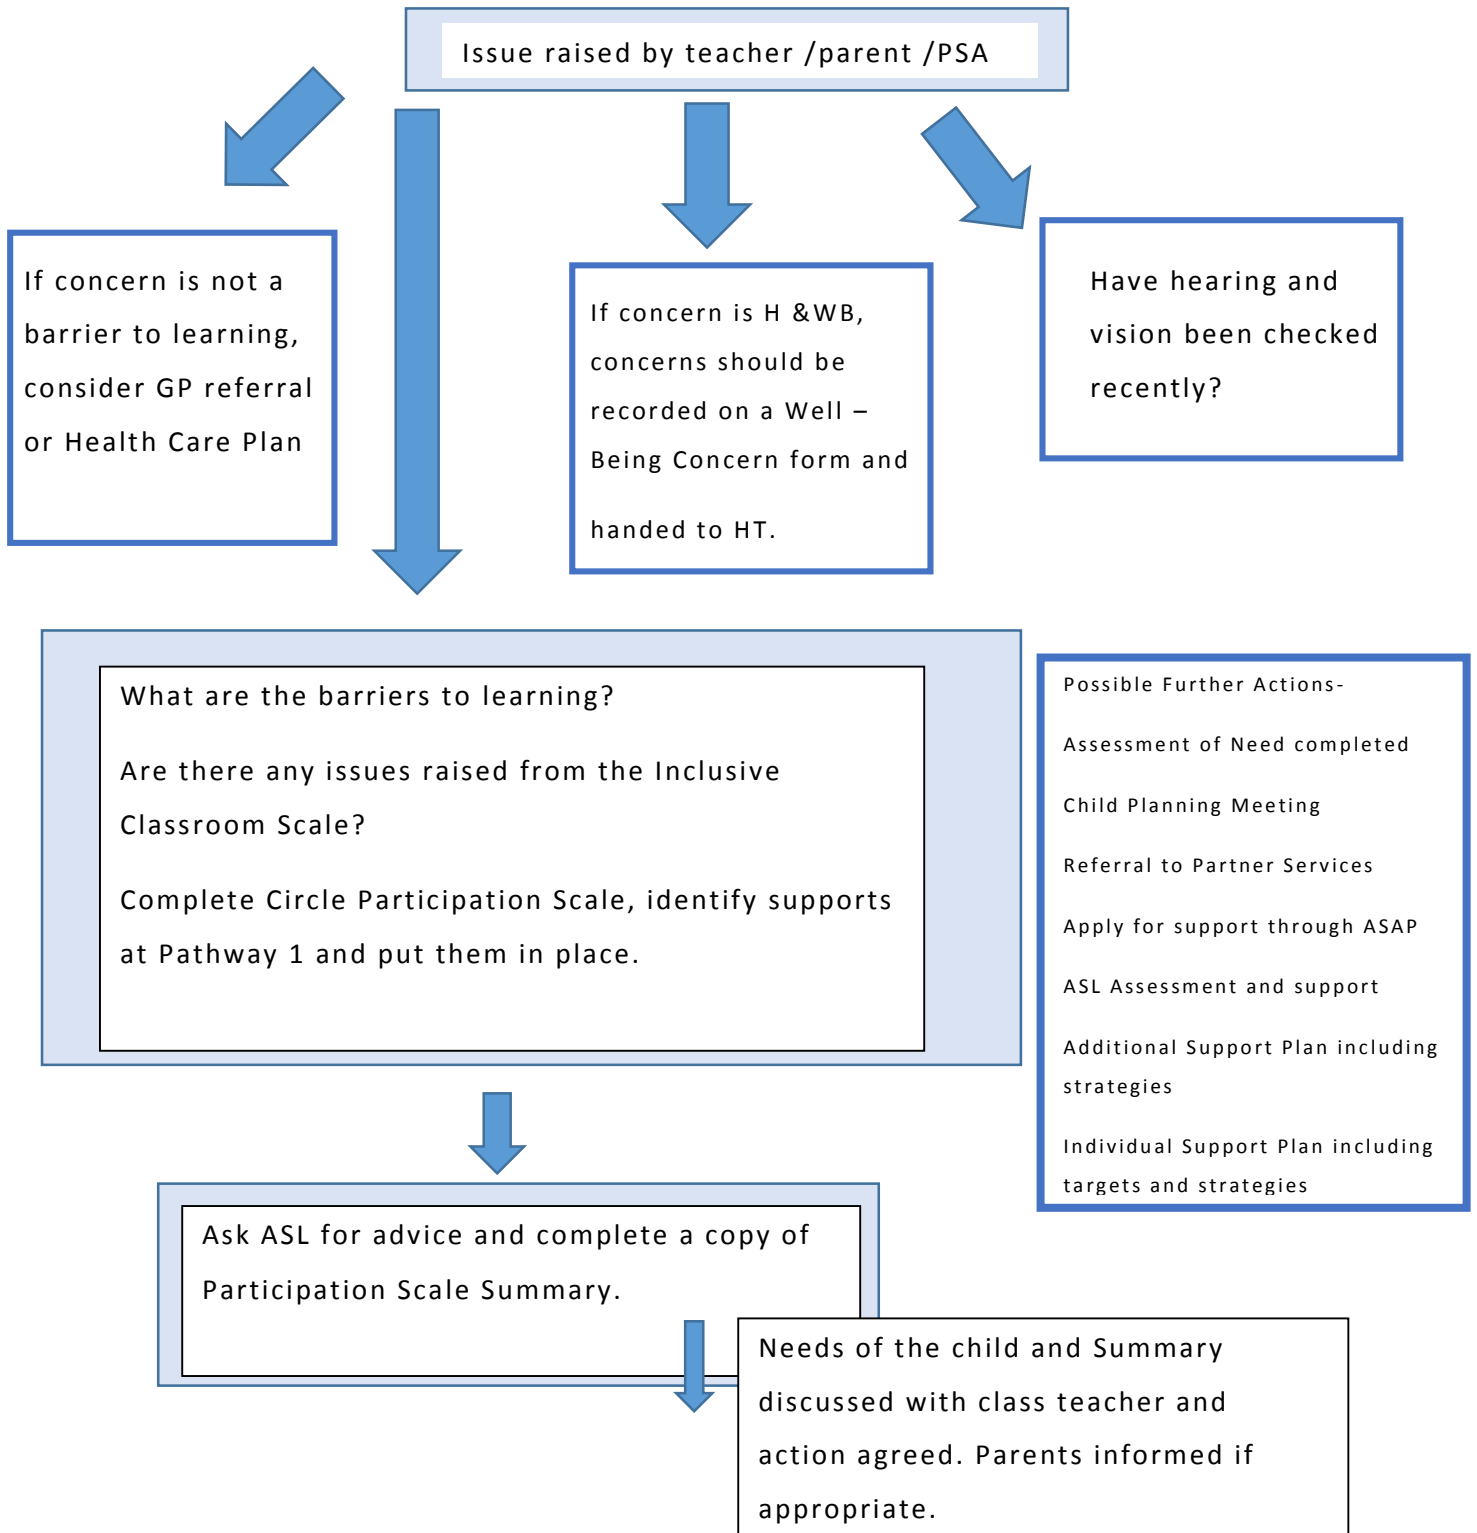 Issue raised by teacher /parent /PSA
If concern is not a
barrier to learning,
consider GP referral
or Health Care Plan
If concern is H &WB,
concerns should be
recorded on a Well –
Being Concern form and
handed to HT.
Have hearing and
vision been checked
recently?
What are the barriers to learning?
Are there any issues raised from the Inclusive
Classroom Scale?
Complete Circle Participation Scale, identify supports
at Pathway 1 and put them in place.
Possible Further Actions-
Assessment of Need completed
Child Planning Meeting
Referral to Partner Services
Apply for support through ASAP
ASL Assessment and support
Additional Support Plan including
strategies
Individual Support Plan including
targets and strategies
Ask ASL for advice and complete a copy of
Participation Scale Summary.
Needs of the child and Summary
discussed with class teacher and
action agreed. Parents informed if
appropriate.